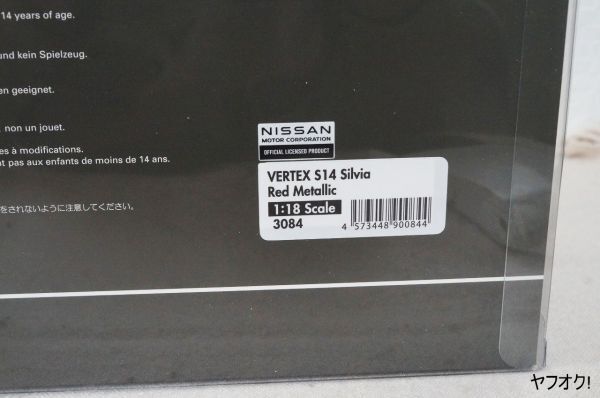 14 years of age.
und kein Spielzeug.
en geeignet.
, non un jouet.
es à modifications.
nt pas aux enfants de moins de 14 ans.
をされないように注意してください。
NISSAN
MOTOR CORPORATION
OFFICIAL LICENSED PRODUCT
VERTEX S14 Silvia
Red Metallic
1:18 Scale
3084
4 573448 900844
ヤフオク!